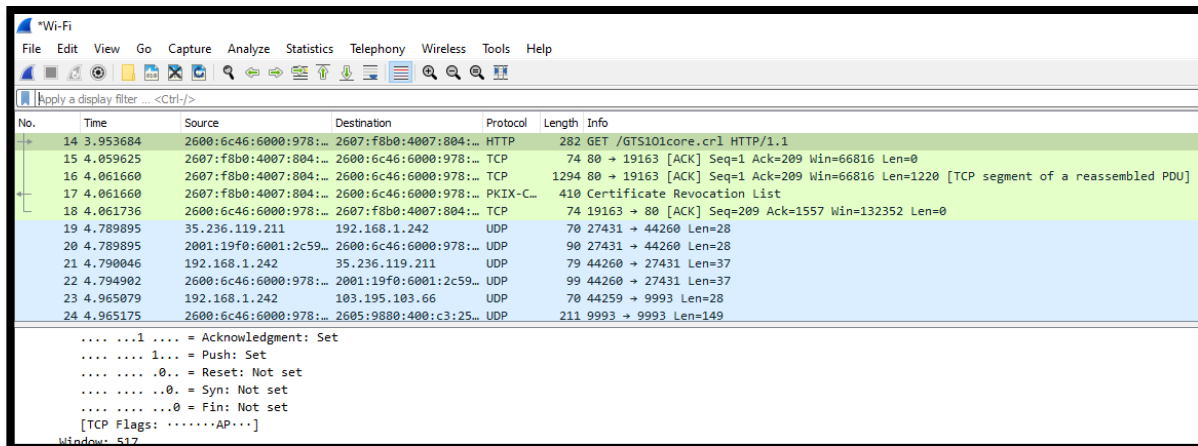 *Wi-Fi
File Edit View Go Capture Analyze Statistics Telephony Wireless Tools Help
Apply a display filter ... <Ctrl-/>
No. Time Source Destination Protocol Length Info
14 3.953684 2600:6c46:6000:978:… 2607:f8b0:4007:804:… HTTP 282 GET /GTS1O1core.crl HTTP/1.1
15 4.059625 2607:f8b0:4007:804:… 2600:6c46:6000:978:… TCP 74 80 → 19163 [ACK] Seq=1 Ack=209 Win=66816 Len=0
16 4.061660 2607:f8b0:4007:804:… 2600:6c46:6000:978:… TCP 1294 80 → 19163 [ACK] Seq=1 Ack=209 Win=66816 Len=1220 [TCP segment of a reassembled PDU]
17 4.061660 2607:f8b0:4007:804:… 2600:6c46:6000:978:… PKIX-C… 410 Certificate Revocation List
18 4.061736 2600:6c46:6000:978:… 2607:f8b0:4007:804:… TCP 74 19163 → 80 [ACK] Seq=209 Ack=1557 Win=132352 Len=0
19 4.789895 35.236.119.211 192.168.1.242 UDP 70 27431 → 44260 Len=28
20 4.789895 2001:19f0:6001:2c59… 2600:6c46:6000:978:… UDP 90 27431 → 44260 Len=28
21 4.790046 192.168.1.242 35.236.119.211 UDP 79 44260 → 27431 Len=37
22 4.794902 2600:6c46:6000:978:… 2001:19f0:6001:2c59… UDP 99 44260 → 27431 Len=37
23 4.965079 192.168.1.242 103.195.103.66 UDP 70 44259 → 9993 Len=28
24 4.965175 2600:6c46:6000:978:… 2605:9880:400:c3:25… UDP 211 9993 → 9993 Len=149
.... ...1 .... = Acknowledgment: Set
.... .... 1... = Push: Set
.... .... .0.. = Reset: Not set
.... .... ..0. = Syn: Not set
.... .... ...0 = Fin: Not set
[TCP Flags: ·······AP···]
Window: 517